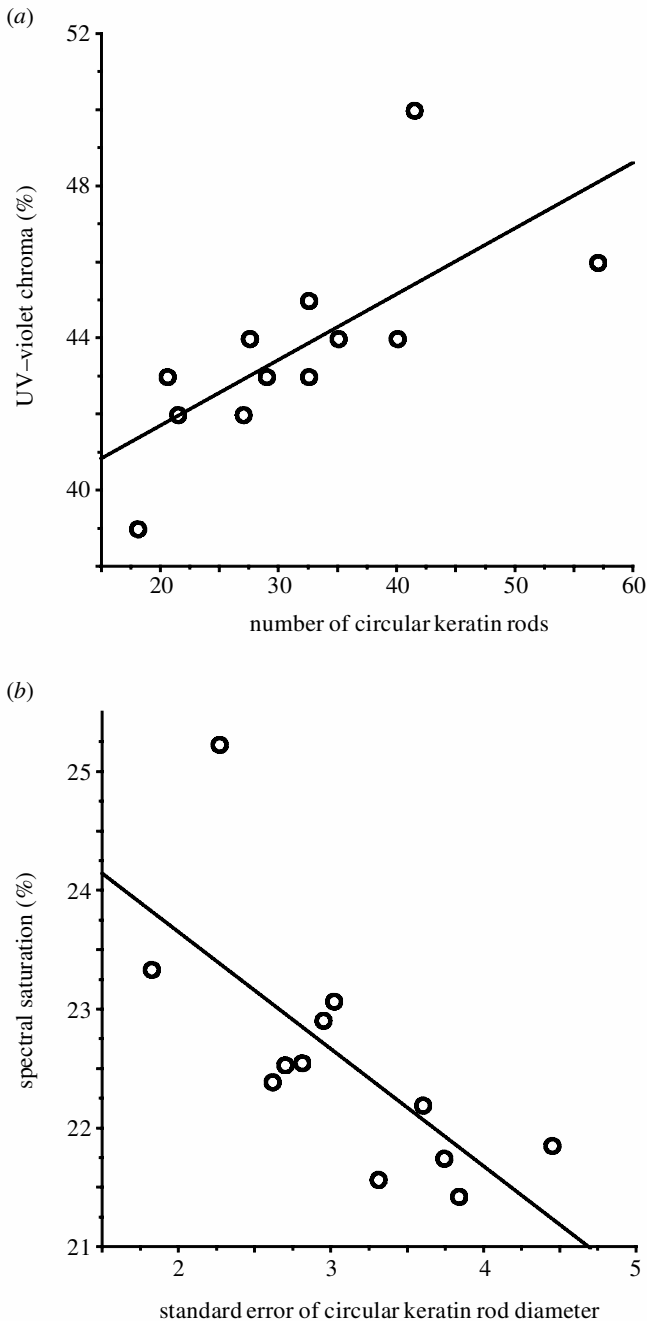 (a)
52
48
44
40
UV–violet chroma (%)
20 30 40 50 60
number of circular keratin rods
(b)
25
24
23
22
21
spectral saturation (%)
2 3 4 5
standard error of circular keratin rod diameter